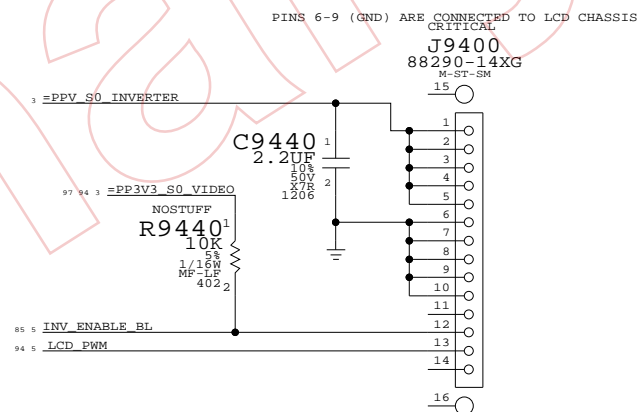 PINS 6-9 (GND) ARE CONNECTED TO LCD CHASSIS
CRITICAL
J9400
88290-14XG
M-ST-SM
15
3 =PPV_S0_INVERTER
1
2
3
4
5
6
7
8
9
10
11
12
13
14
16
C9440 1
2.2UF
10%
50V
X7R 2
1206
97 94 3 =PP3V3_S0_VIDEO
NOSTUFF
R9440 1
10K
5%
1/16W
MF-LF
402 2
85 5 INV_ENABLE_BL
94 5 LCD_PWM